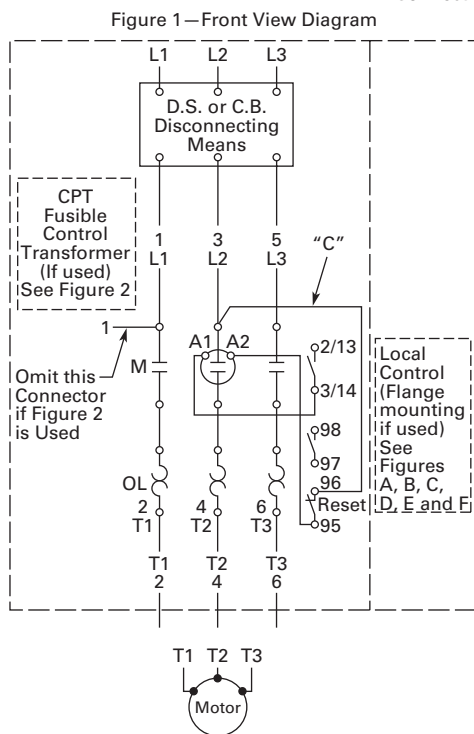 Figure 1—Front View Diagram
L1 L2 L3
D.S. or C.B.
Disconnecting
Means
CPT
Fusible
Control
Transformer
(If used)
See Figure 2
1 3 5
L1 L2 L3
"C"
1
A1 A2
2/13
M
3/14
Omit this
Connector
if Figure 2
is Used
Local
Control
(Flange
mounting
if used)
See
Figures
A, B, C,
D, E and F
98
97
96
Reset
95
OL
2 4 6
T1 T2 T3
T1 T2 T3
2 4 6
T1 T2 T3
Motor